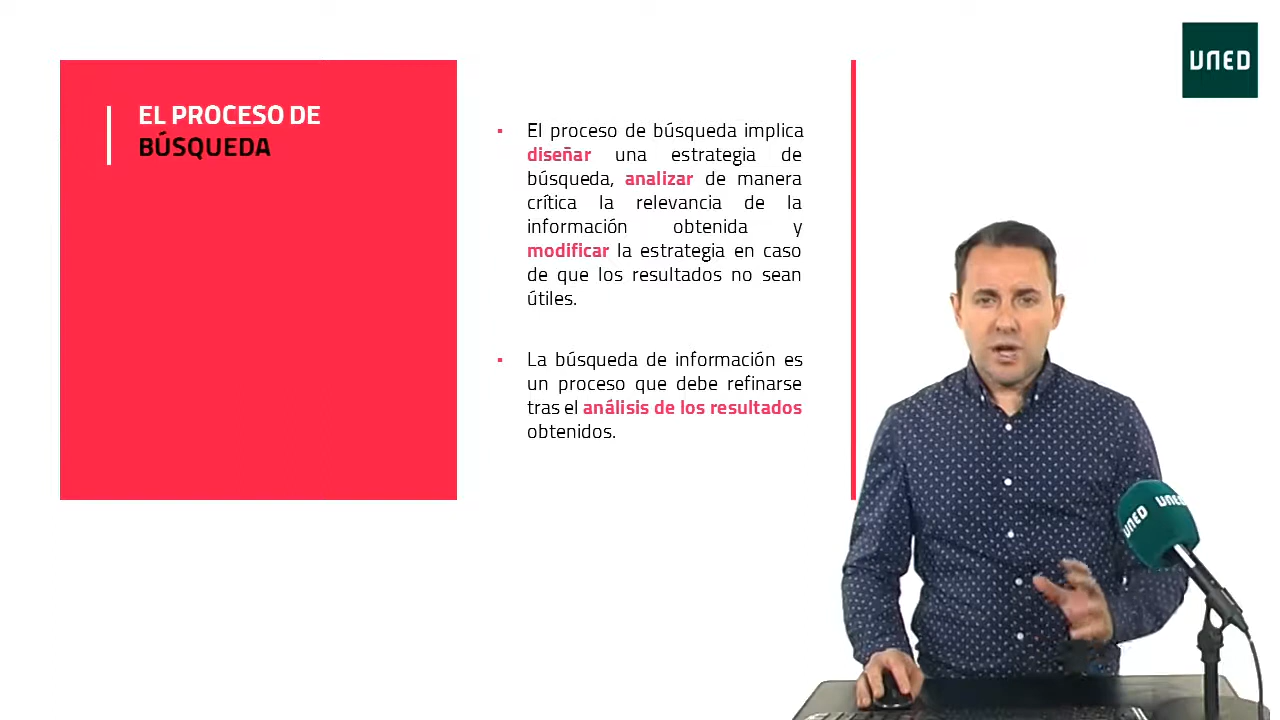 EL PROCESO DE
BÚSQUEDA
▪ El proceso de búsqueda implica
diseñar una estrategia de
búsqueda, analizar de manera
crítica la relevancia de la
información obtenida y
modificar la estrategia en caso
de que los resultados no sean
útiles.
▪ La búsqueda de información es
un proceso que debe refinarse
tras el análisis de los resultados
obtenidos.
UNED
UNED UNED